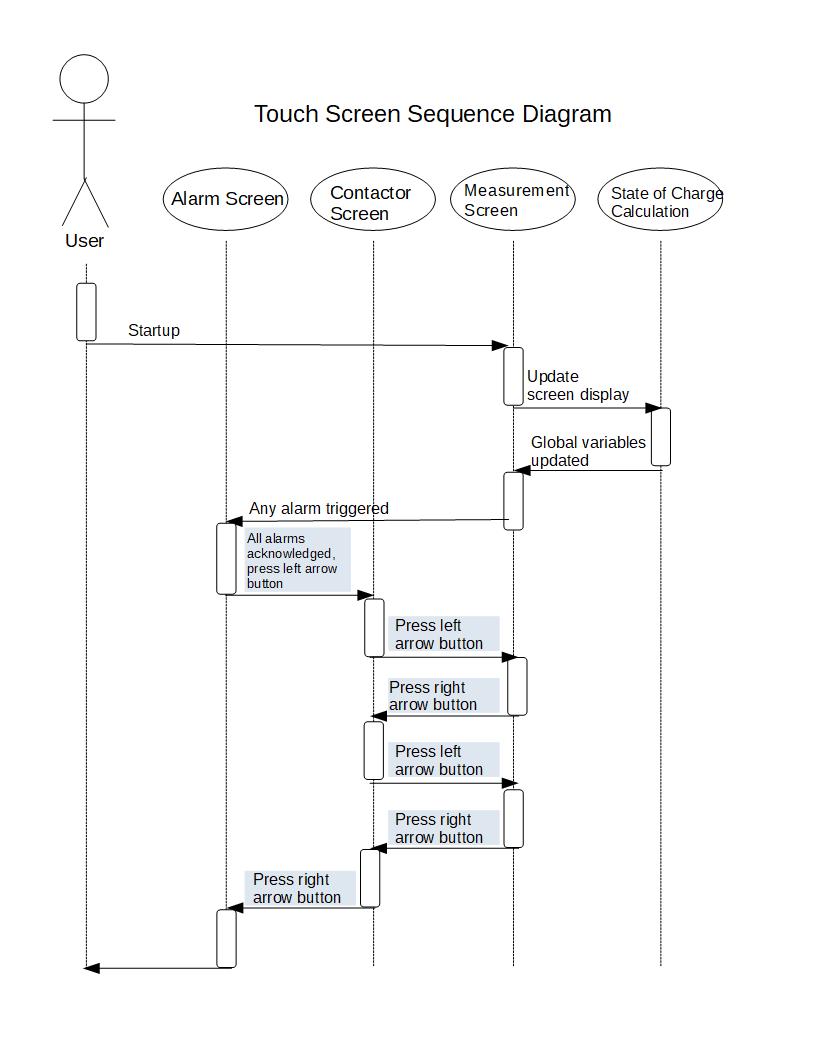 Touch Screen Sequence Diagram
Alarm Screen
Contactor
Screen
Measurement
Screen
State of Charge
Calculation
User
Startup
Update
screen display
Global variables
updated
Any alarm triggered
All alarms
acknowledged,
press left arrow
button
Press left
arrow button
Press right
arrow button
Press left
arrow button
Press right
arrow button
Press right
arrow button